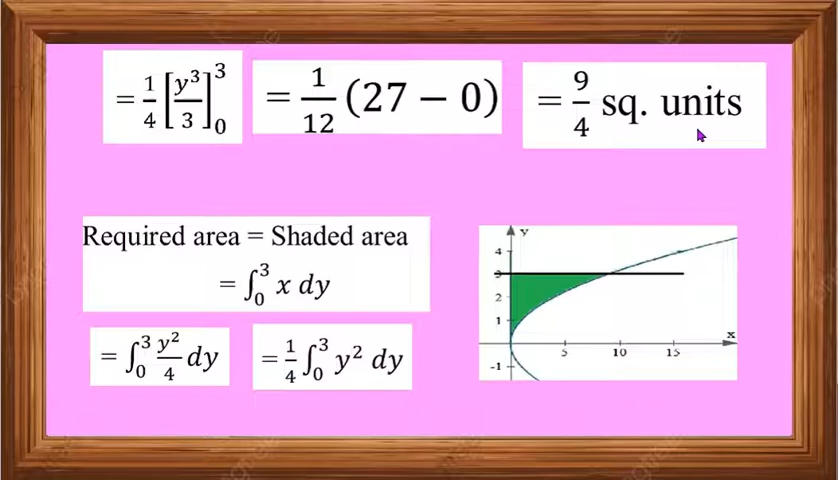 = 1/4 [y³/3]₀³
= 1/12 (27 − 0)
= 9/4 sq. units
Required area = Shaded area
= ∫₀³ x dy
= ∫₀³ y²/4 dy
= 1/4 ∫₀³ y² dy
y
4
3
2
1
x
5 10 15
-1